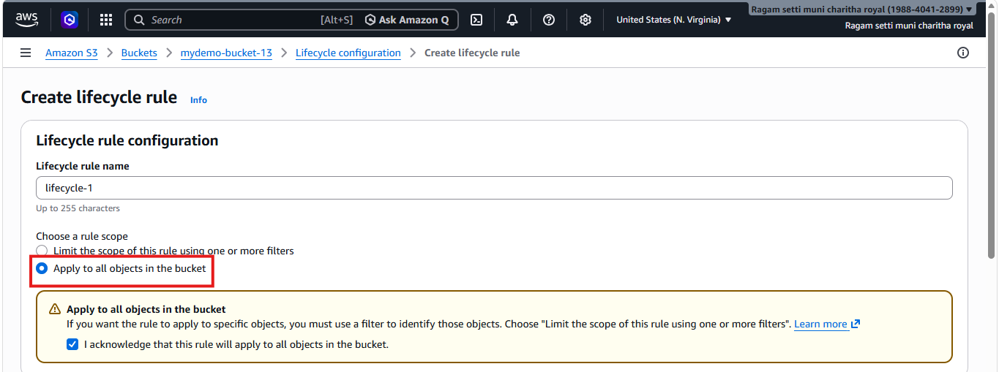 aws Search [Alt+S] Ask Amazon Q United States (N. Virginia) ▼ Ragam setti muni charitha royal (1988-4041-2899) ▼
Ragam setti muni charitha royal
Amazon S3 > Buckets > mydemo-bucket-13 > Lifecycle configuration > Create lifecycle rule
Create lifecycle rule Info
Lifecycle rule configuration
Lifecycle rule name
lifecycle-1
Up to 255 characters
Choose a rule scope
Limit the scope of this rule using one or more filters
Apply to all objects in the bucket
Apply to all objects in the bucket
If you want the rule to apply to specific objects, you must use a filter to identify those objects. Choose "Limit the scope of this rule using one or more filters". Learn more
I acknowledge that this rule will apply to all objects in the bucket.